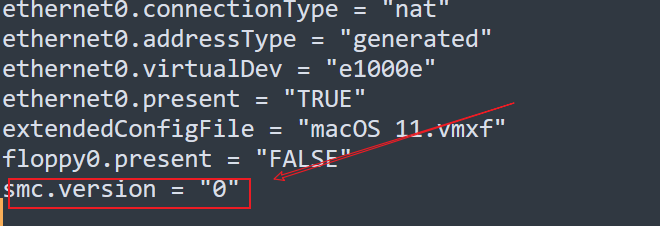 ethernet0.connectionType = "nat"
ethernet0.addressType = "generated"
ethernet0.virtualDev = "e1000e"
ethernet0.present = "TRUE"
extendedConfigFile = "macOS 11.vmxf"
floppy0.present = "FALSE"
smc.version = "0"